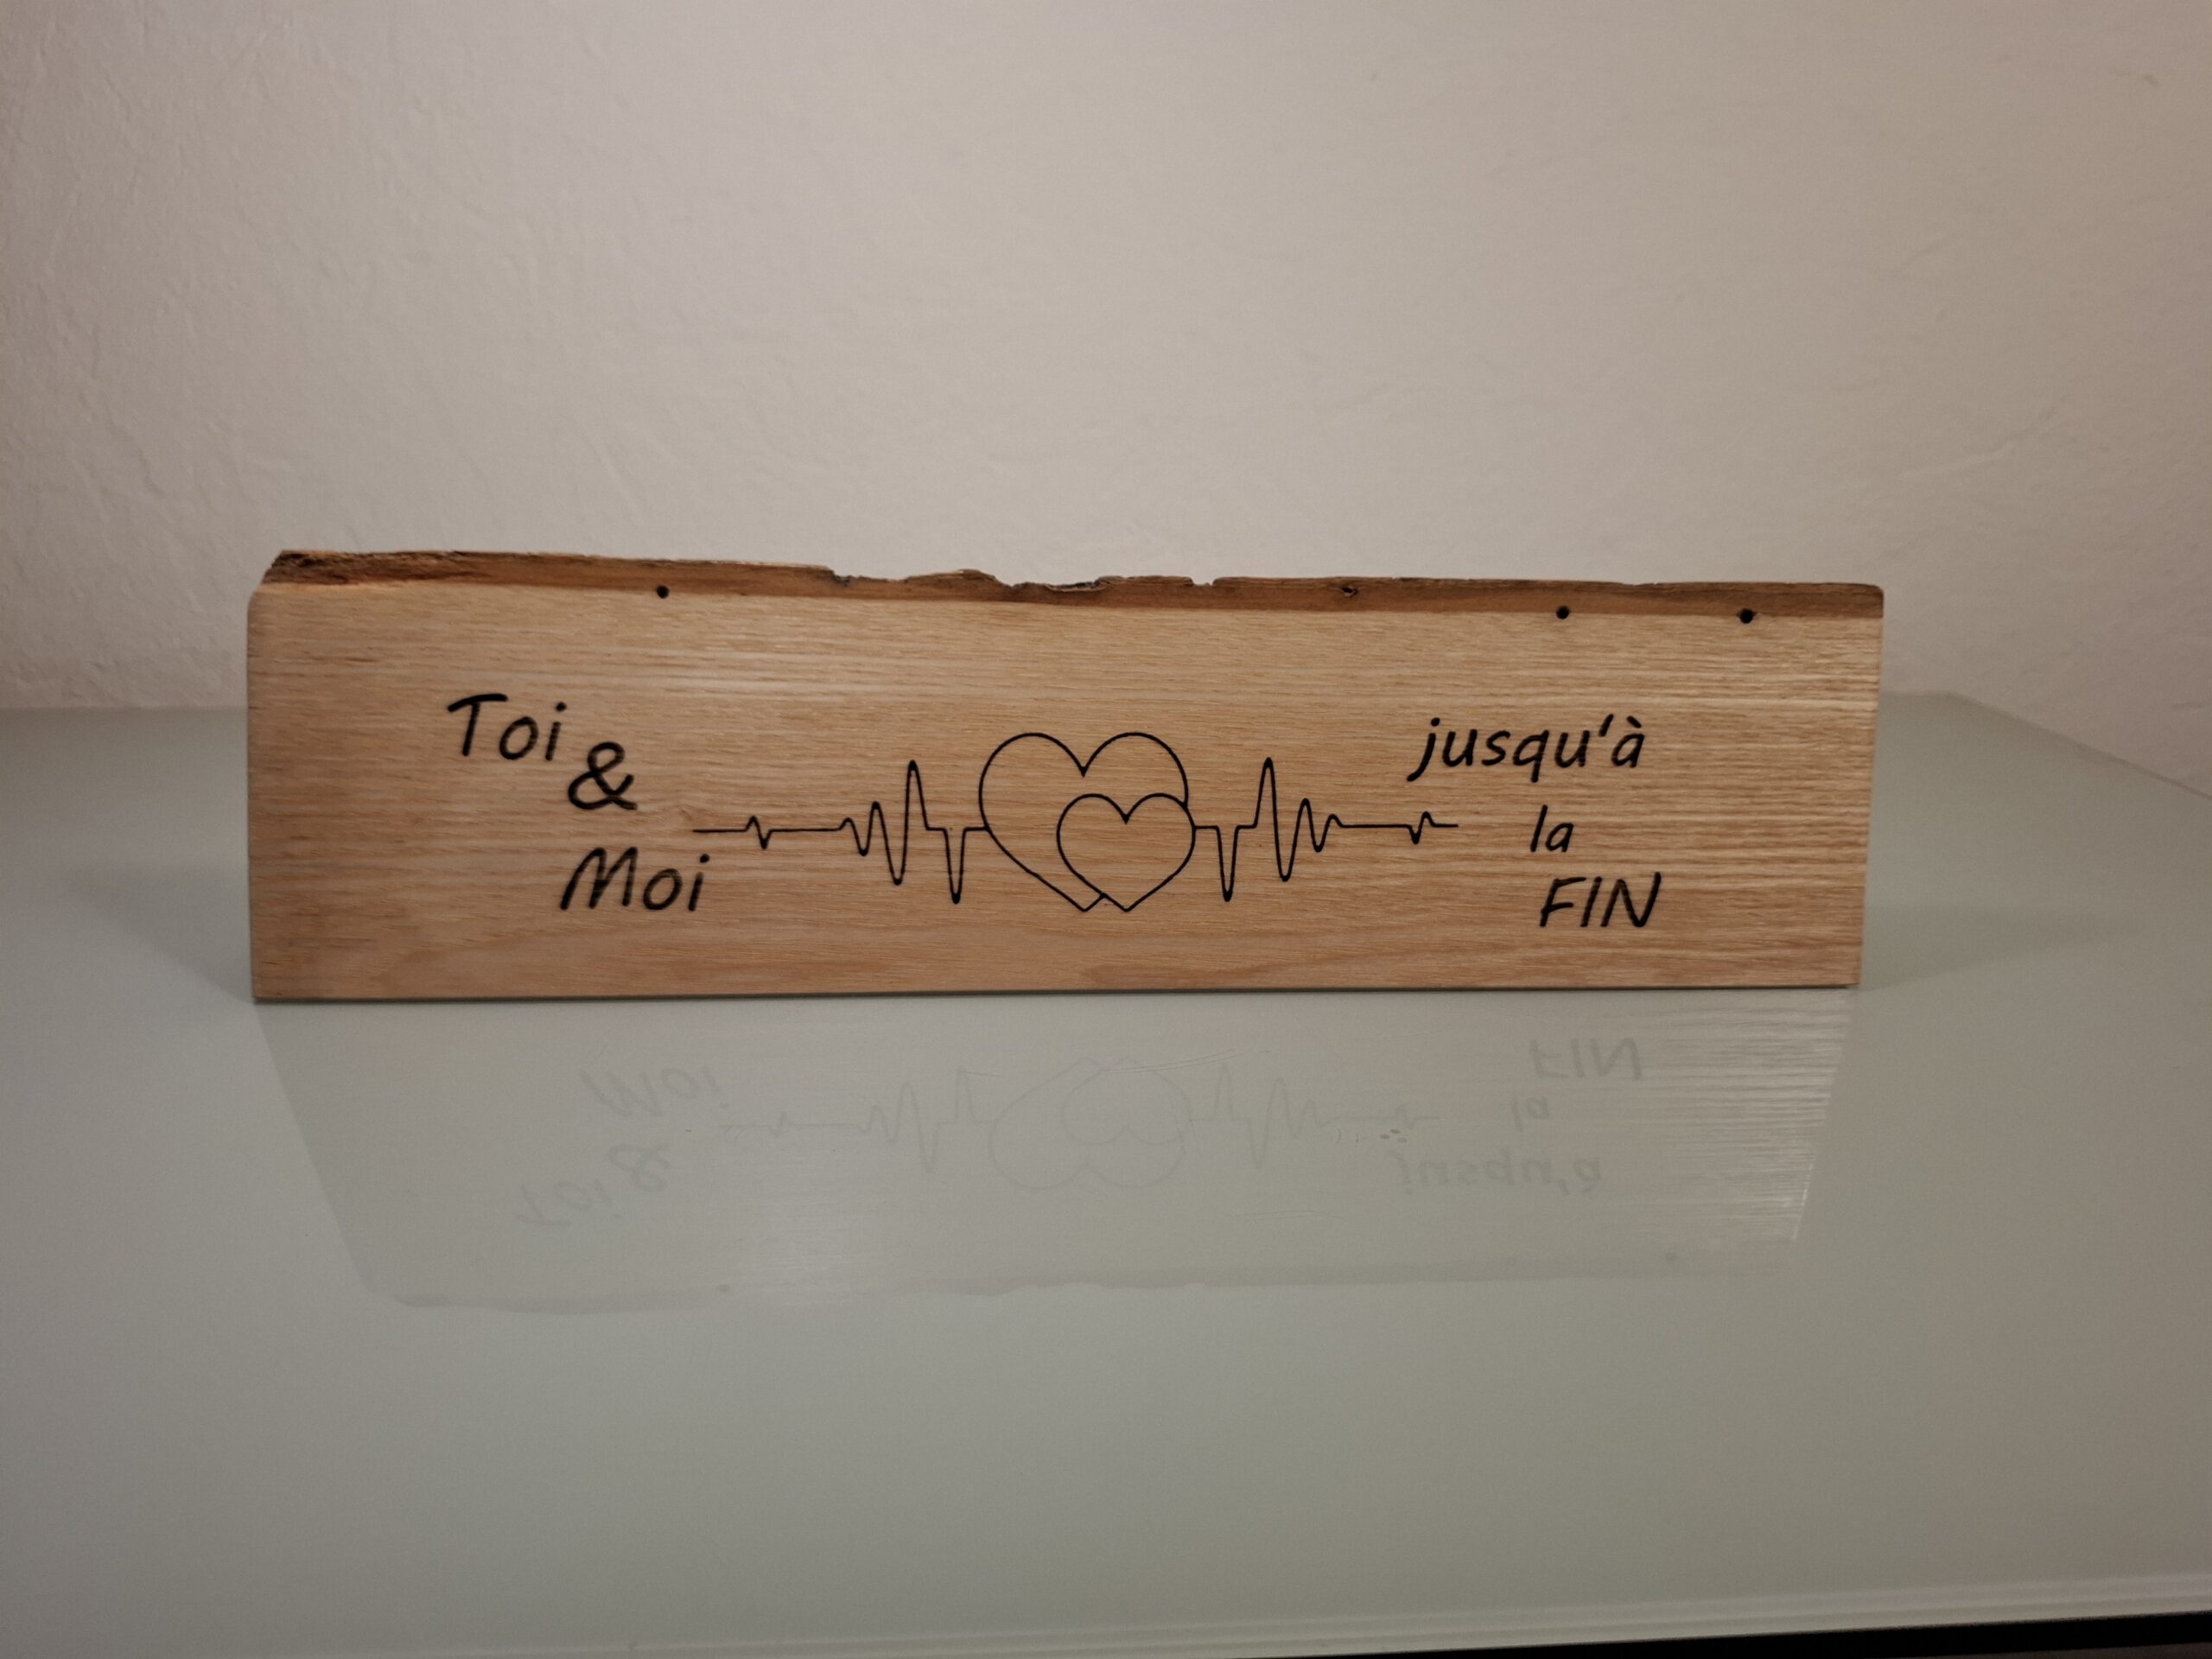 Toi
&
Moi
jusqu'à
la
FIN